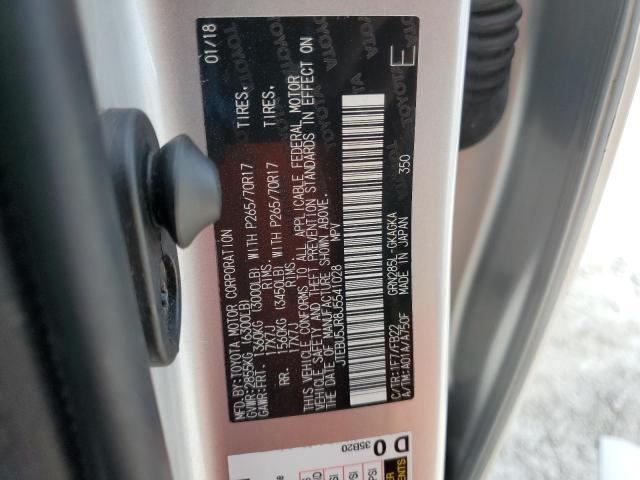 MFD.BY:TOYOTA MOTOR CORPORATION 01/18
GVWR:2855KG (6300LB)
GAWR:FRT. 1360KG (3000LB) WITH P265/70R17 TIRES,
17X7J RIMS,
RR. 1560KG (3450LB) WITH P265/70R17 TIRES,
17X7J RIMS,
THIS VEHICLE CONFORMS TO ALL APPLICABLE FEDERAL MOTOR
VEHICLE SAFETY AND THEFT PREVENTION STANDARDS IN EFFECT ON
THE DATE OF MANUFACTURE SHOWN ABOVE.
JTEBU5JR8J5541028 MPV
C/TR:1F7/FB22 GRN285L-GKAGKA
A/TM:A01A/A750F MADE IN JAPAN 350
E
TOYOTA
D 0
35B20